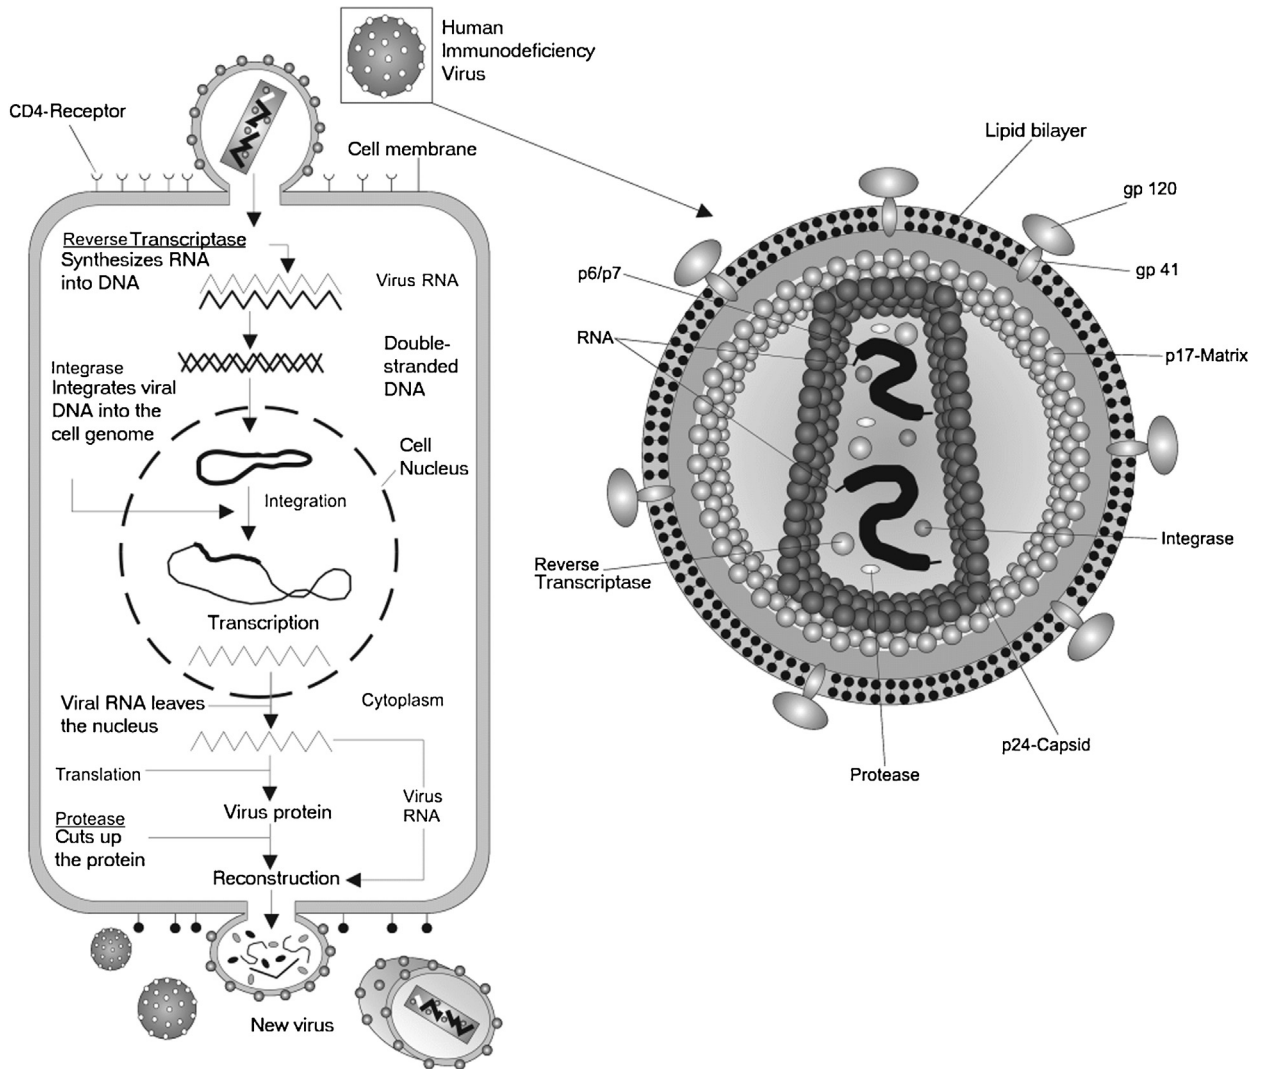 Human
Immunodeficiency
Virus
CD4-Receptor
Cell membrane
Reverse Transcriptase
Synthesizes RNA
into DNA
Virus RNA
Double-
stranded
DNA
Integrase
Integrates viral
DNA into the
cell genome
Cell
Nucleus
Integration
Transcription
Viral RNA leaves
the nucleus
Cytoplasm
Translation
Virus protein
Virus
RNA
Protease
Cuts up
the protein
Reconstruction
New virus
Lipid bilayer
gp 120
gp 41
p6/p7
RNA
p17-Matrix
Integrase
Reverse
Transcriptase
p24-Capsid
Protease